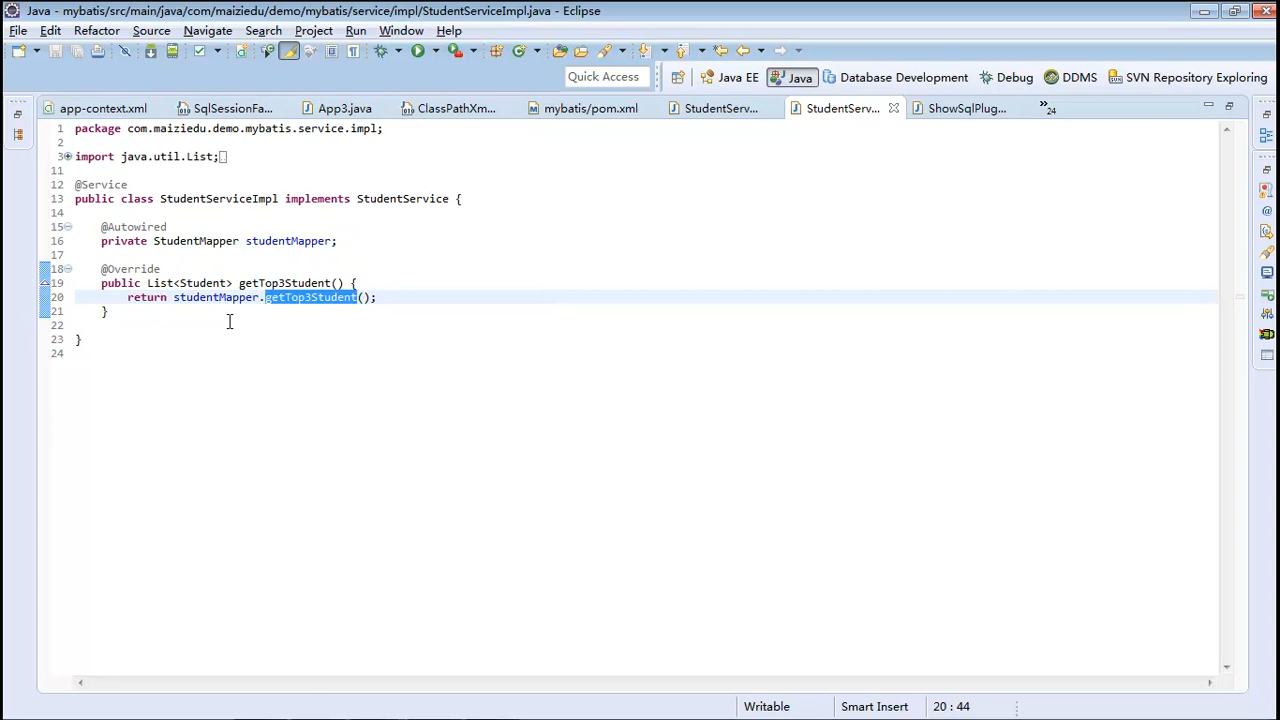 Java - mybatis/src/main/java/com/maiziedu/demo/mybatis/service/impl/StudentServiceImpl.java - Eclipse
File Edit Refactor Source Navigate Search Project Run Window Help
Quick Access Java EE Java Database Development Debug DDMS SVN Repository Exploring
app-context.xml SqlSessionFa... App3.java ClassPathXm... mybatis/pom.xml StudentServ... StudentServ... ShowSqlPlug... »24
1 package com.maiziedu.demo.mybatis.service.impl;
2
3 import java.util.List;
11
12 @Service
13 public class StudentServiceImpl implements StudentService {
14
15 @Autowired
16 private StudentMapper studentMapper;
17
18 @Override
19 public List<Student> getTop3Student() {
20 return studentMapper.getTop3Student();
21 }
22
23 }
24
Writable Smart Insert 20 : 44